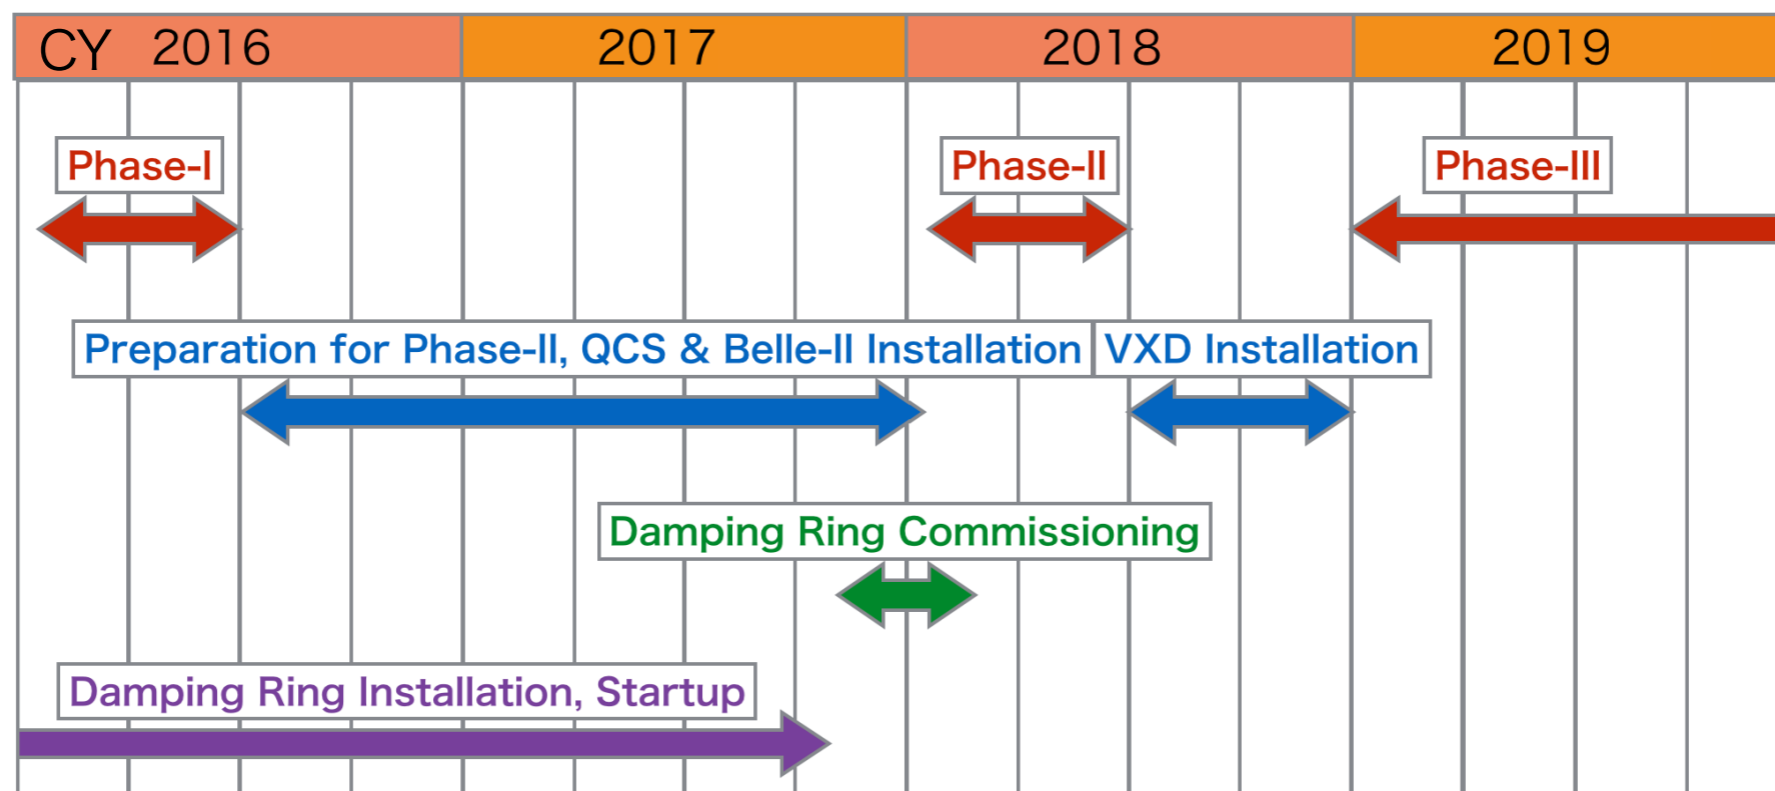 CY 2016 2017 2018 2019
Phase-I Phase-II Phase-III
Preparation for Phase-II, QCS & Belle-II Installation VXD Installation
Damping Ring Commissioning
Damping Ring Installation, Startup